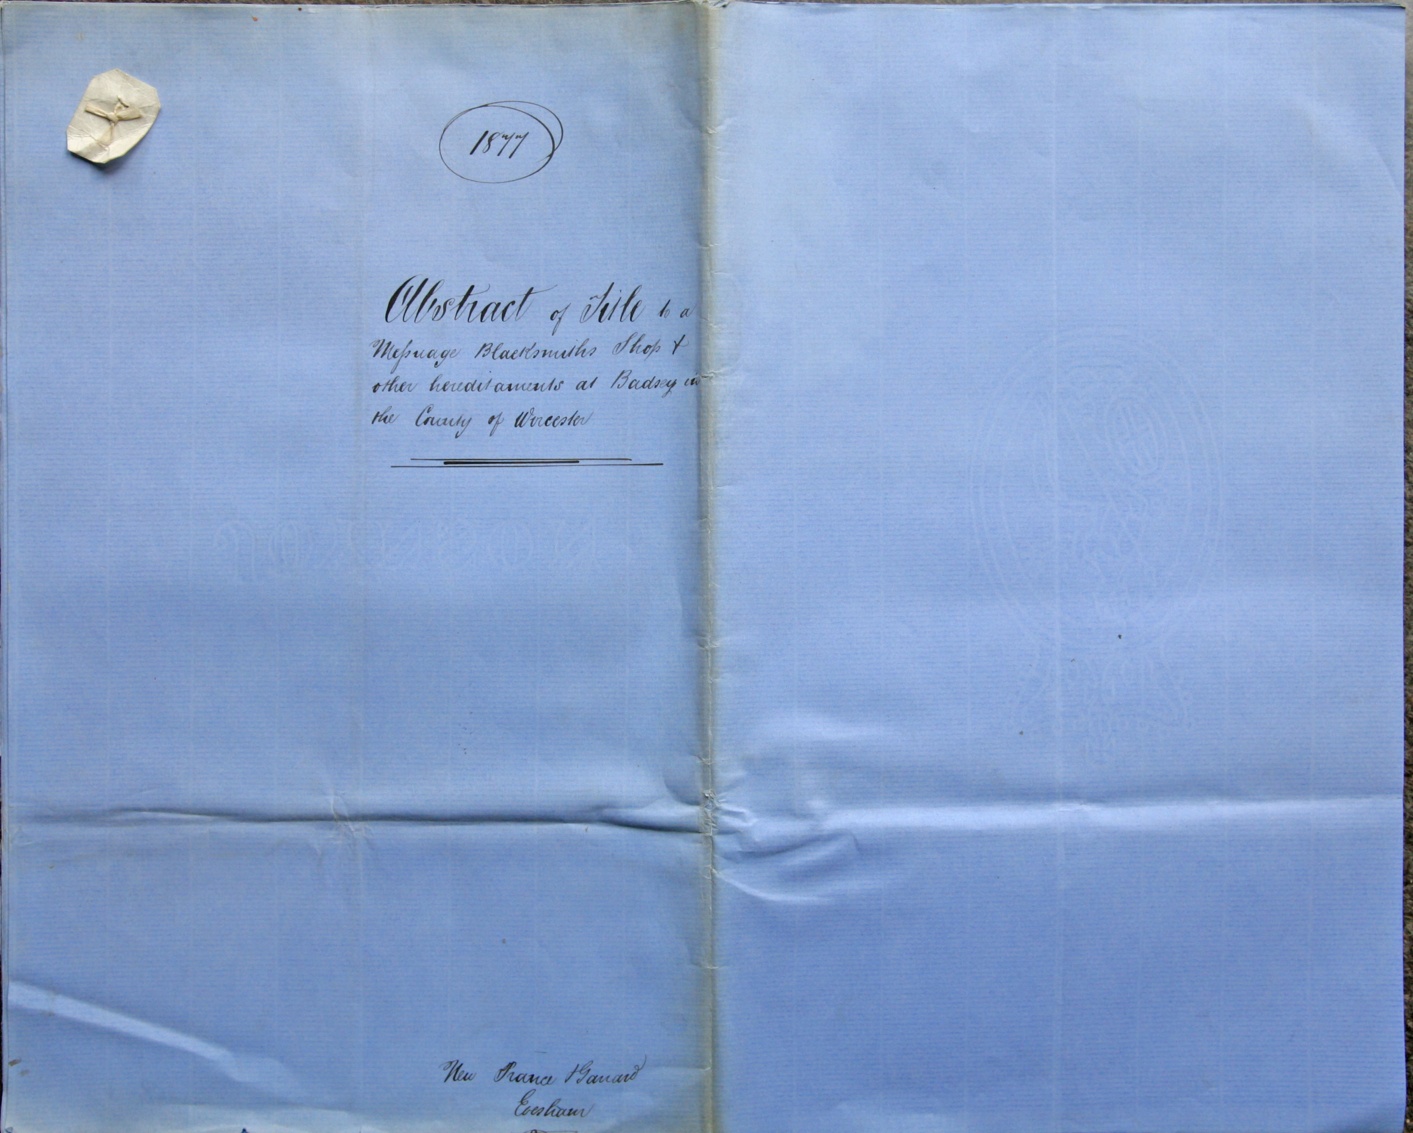 1877
Abstract of Title to a
Messuage Blacksmiths Shop &
other hereditaments at Badsey in
the County of Worcester
New Prance & Garrard
Evesham